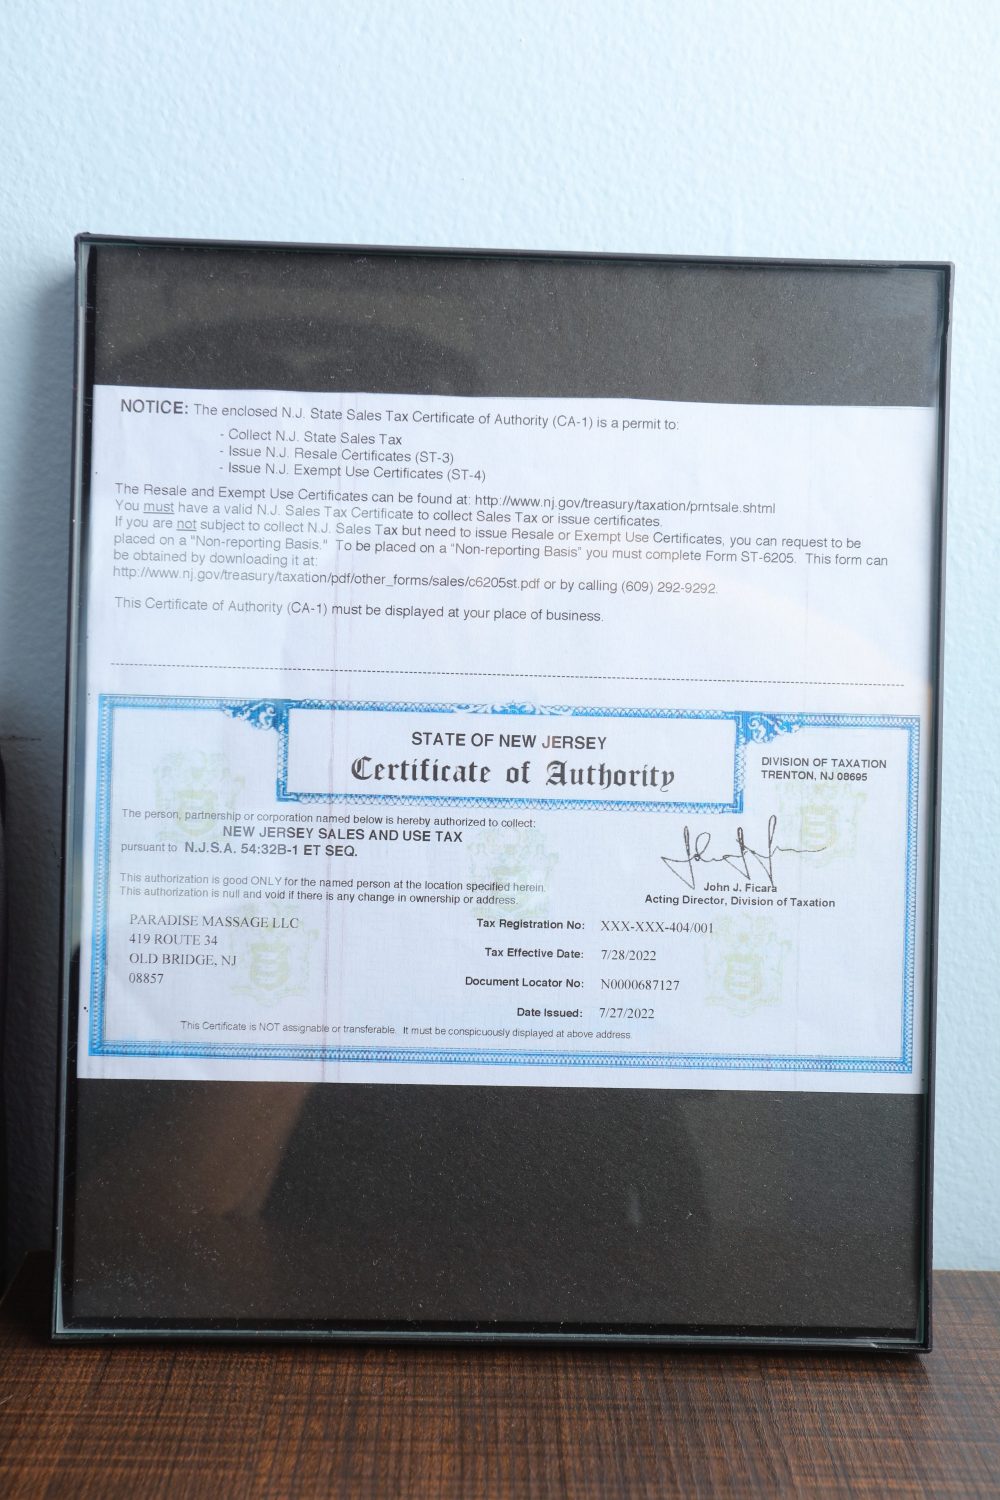 NOTICE: The enclosed N.J. State Sales Tax Certificate of Authority (CA-1) is a permit to:
- Collect N.J. State Sales Tax
- Issue N.J. Resale Certificates (ST-3)
- Issue N.J. Exempt Use Certificates (ST-4)
The Resale and Exempt Use Certificates can be found at: http://www.nj.gov/treasury/taxation/prntsale.shtml
You must have a valid N.J. Sales Tax Certificate to collect Sales Tax or issue certificates.
If you are not subject to collect N.J. Sales Tax but need to issue Resale or Exempt Use Certificates, you can request to be
placed on a "Non-reporting Basis." To be placed on a "Non-reporting Basis" you must complete Form ST-6205. This form can
be obtained by downloading it at:
http://www.nj.gov/treasury/taxation/pdf/other_forms/sales/c6205st.pdf or by calling (609) 292-9292.
This Certificate of Authority (CA-1) must be displayed at your place of business.
STATE OF NEW JERSEY
Certificate of Authority
DIVISION OF TAXATION
TRENTON, NJ 08695
The person, partnership or corporation named below is hereby authorized to collect:
NEW JERSEY SALES AND USE TAX
pursuant to N.J.S.A. 54:32B-1 ET SEQ.
This authorization is good ONLY for the named person at the location specified herein.
This authorization is null and void if there is any change in ownership or address.
John J. Ficara
Acting Director, Division of Taxation
PARADISE MASSAGE LLC
419 ROUTE 34
OLD BRIDGE, NJ
08857
Tax Registration No: XXX-XXX-404/001
Tax Effective Date: 7/28/2022
Document Locator No: N0000687127
Date Issued: 7/27/2022
This Certificate is NOT assignable or transferable. It must be conspicuously displayed at above address.